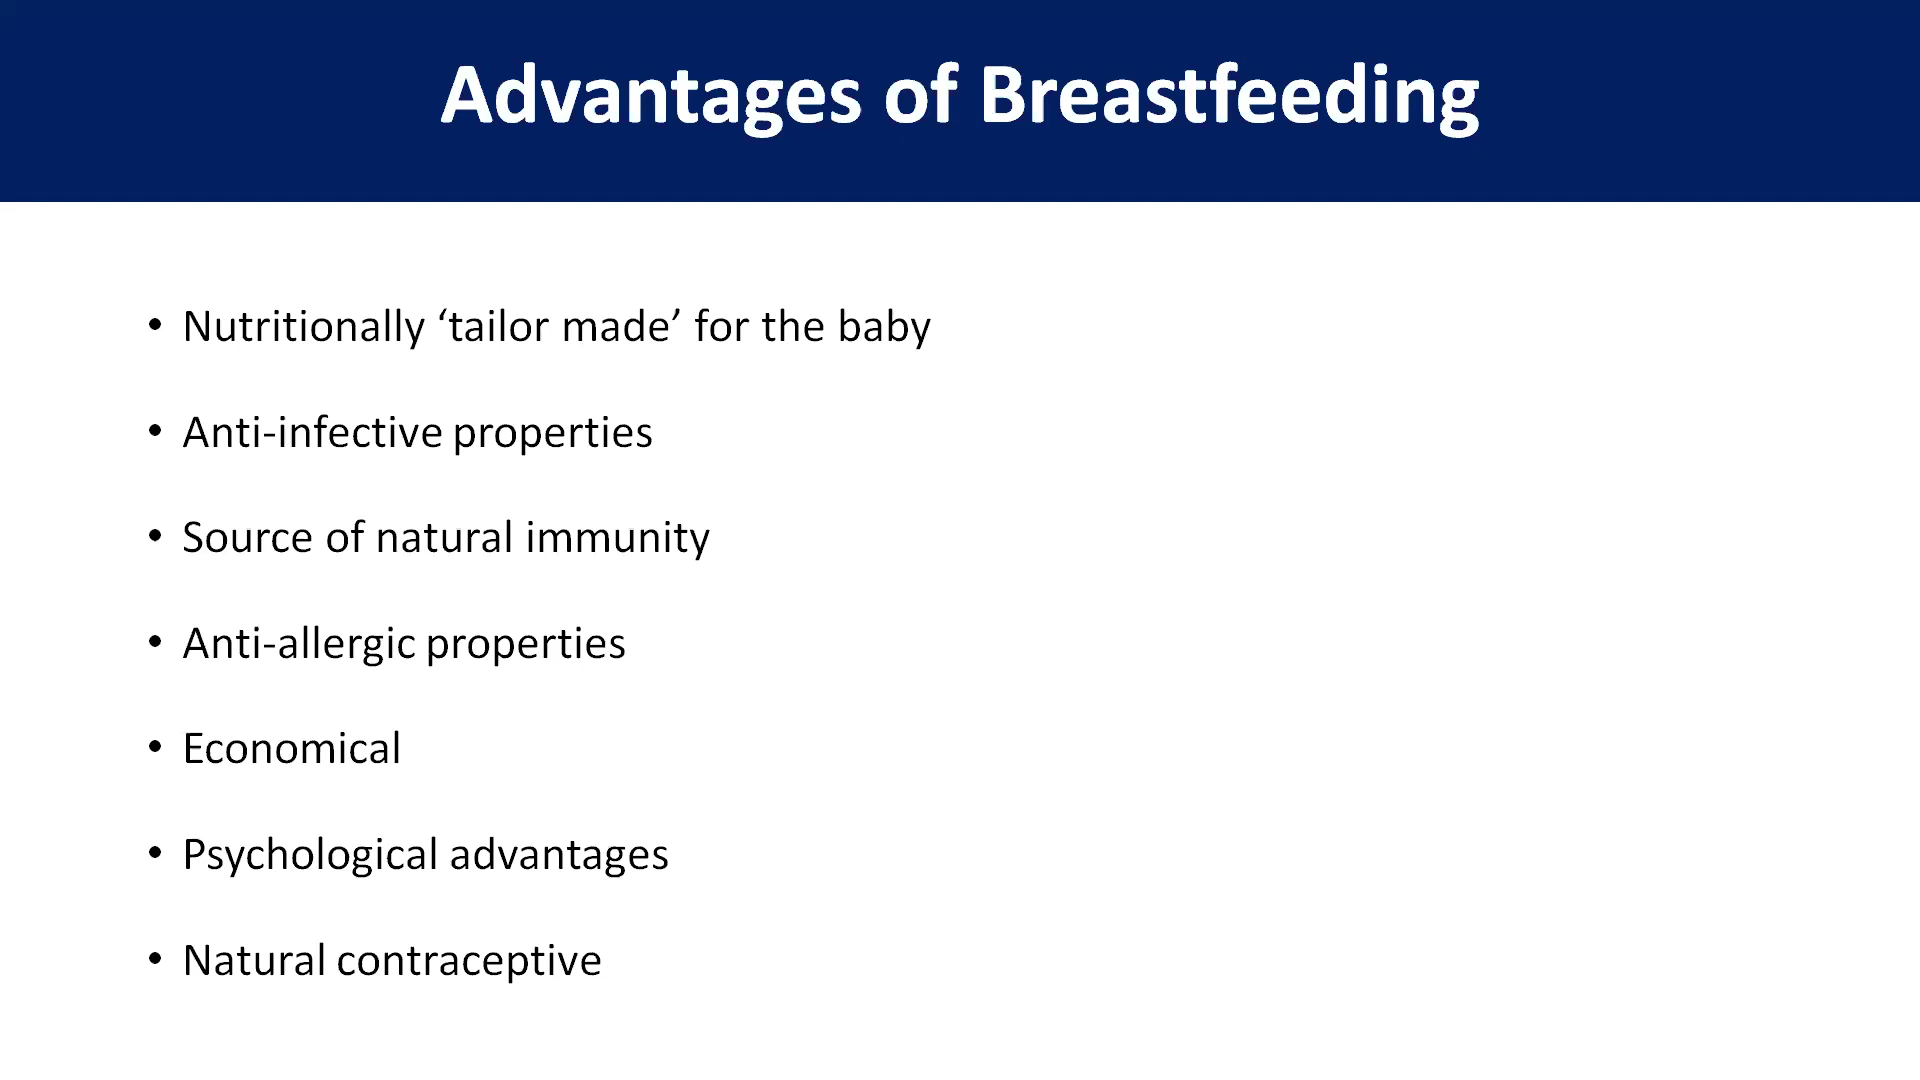 Advantages of Breastfeeding
• Nutritionally ‘tailor made’ for the baby
• Anti-infective properties
• Source of natural immunity
• Anti-allergic properties
• Economical
• Psychological advantages
• Natural contraceptive